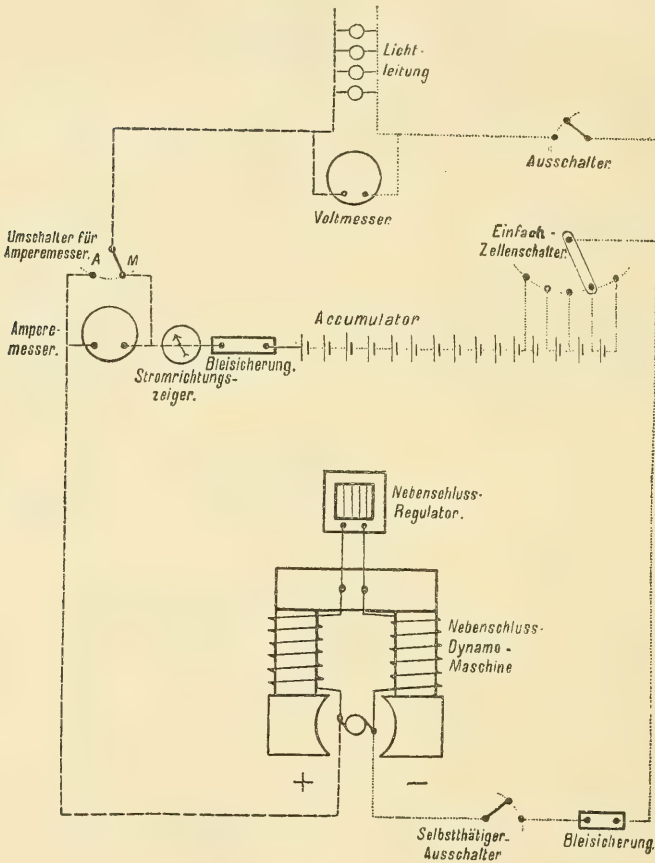 Licht-
leitung
Ausschalter.
Voltmesser.
Umschalter für
Amperemesser.
A M
Einfach-
Zellenschalter.
Ampere-
messer.
Accumulator
Bleisicherung.
Stromrichtungs-
zeiger.
Nebenschluss-
Regulator.
Nebenschluss-
Dynamo-
Maschine
+ −
Selbstthätiger-
Ausschalter
Bleisicherung.